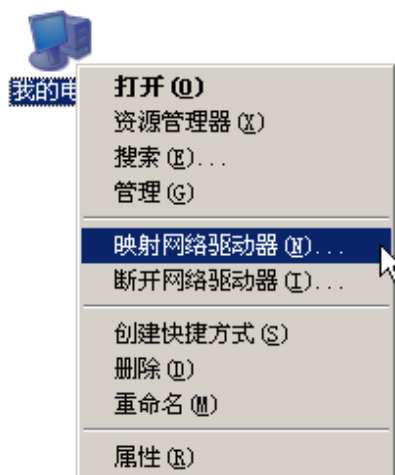 我的电
打开(O)
资源管理器(X)
搜索(E)...
管理(G)
映射网络驱动器(N)...
断开网络驱动器(I)...
创建快捷方式(S)
删除(D)
重命名(M)
属性(R)